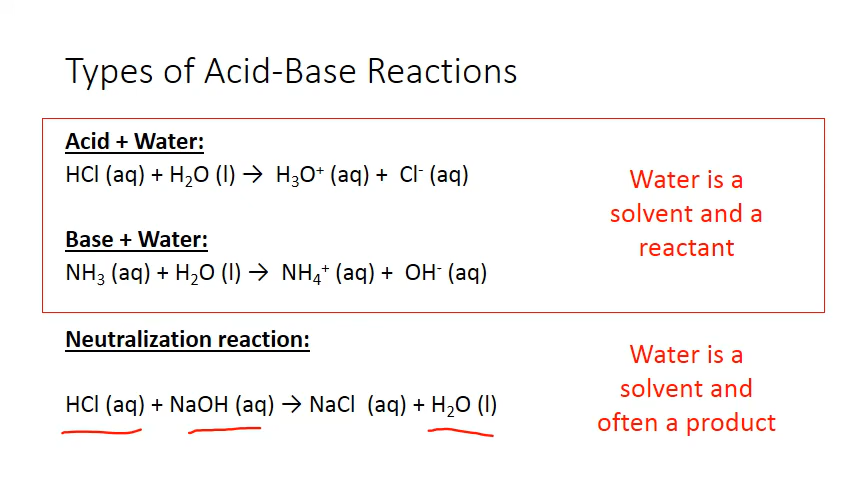 Types of Acid-Base Reactions
Acid + Water:
HCl (aq) + H₂O (l) → H₃O⁺ (aq) + Cl⁻ (aq)
Base + Water:
NH₃ (aq) + H₂O (l) → NH₄⁺ (aq) + OH⁻ (aq)
Water is a
solvent and a
reactant
Neutralization reaction:
HCl (aq) + NaOH (aq) → NaCl (aq) + H₂O (l)
Water is a
solvent and
often a product